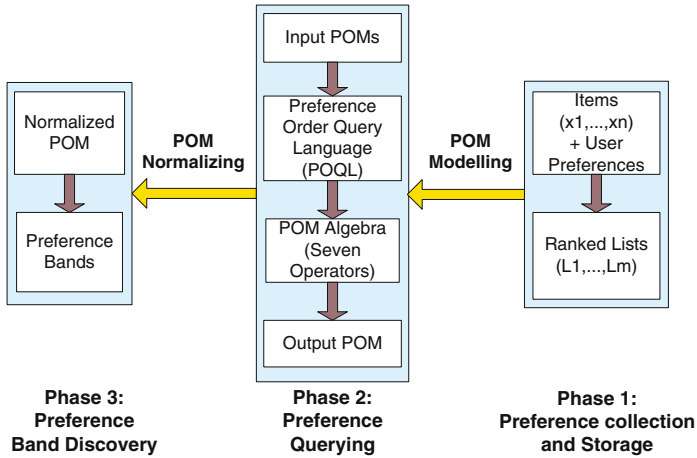 Input POMs
Preference
Order Query
Language
(POQL)
POM Algebra
(Seven
Operators)
Output POM
Normalized
POM
Preference
Bands
POM
Normalizing
POM
Modelling
Items
(x1,...,xn)
+ User
Preferences
Ranked Lists
(L1,...,Lm)
Phase 3:
Preference
Band Discovery
Phase 2:
Preference
Querying
Phase 1:
Preference collection
and Storage